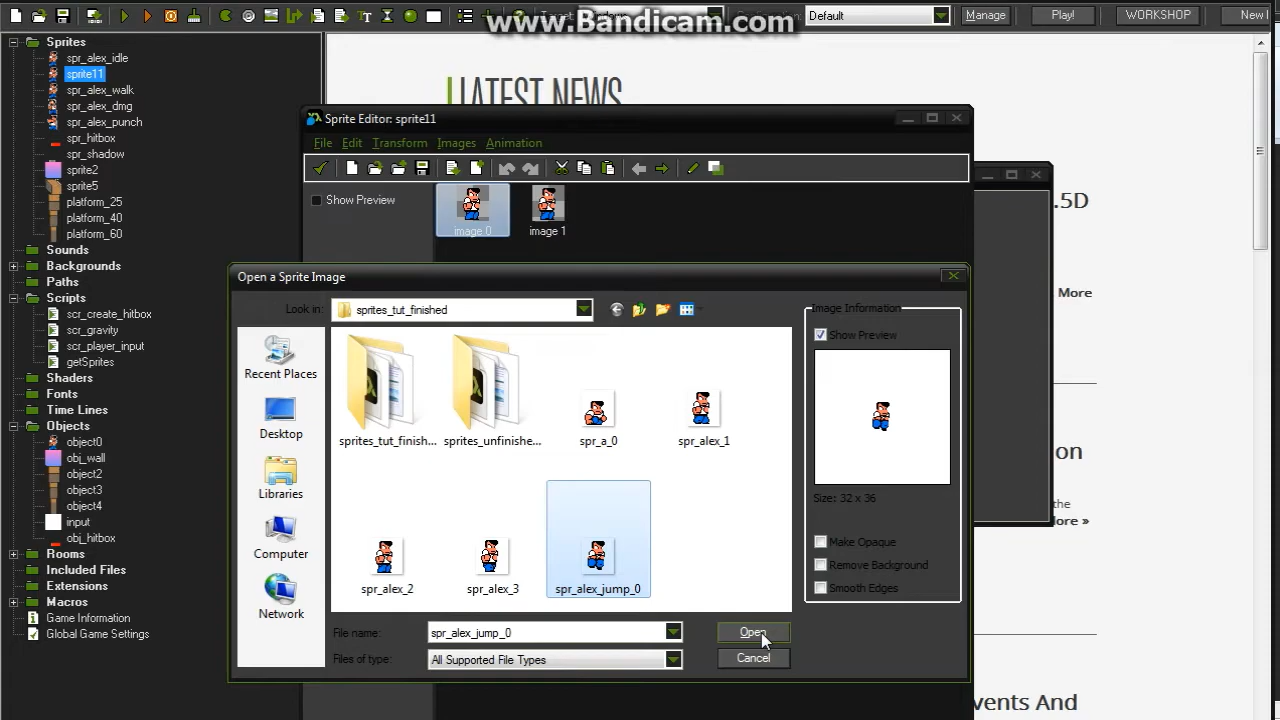 www.Bandicam.com
Target
Default
Manage
Play!
WORKSHOP
New
Sprites
spr_alex_idle
sprite11
spr_alex_walk
spr_alex_dmg
spr_alex_punch
spr_hitbox
spr_shadow
sprite2
sprite5
platform_25
platform_40
platform_60
Sounds
Backgrounds
Paths
Scripts
scr_create_hitbox
scr_gravity
scr_player_input
getSprites
Shaders
Fonts
Time Lines
Objects
object0
obj_wall
object2
object3
object4
input
obj_hitbox
Rooms
Included Files
Extensions
Macros
Game Information
Global Game Settings
LATEST NEWS
Sprite Editor: sprite11
File Edit Transform Images Animation
Show Preview
image 0
image 1
Open a Sprite Image
Look in:
sprites_tut_finished
Recent Places
Desktop
Libraries
Computer
Network
sprites_tut_finish...
sprites_unfinishe...
spr_a_0
spr_alex_1
spr_alex_2
spr_alex_3
spr_alex_jump_0
File name:
spr_alex_jump_0
Open
Files of type:
All Supported File Types
Cancel
Image Information
Show Preview
Size: 32 x 36
Make Opaque
Remove Background
Smooth Edges
.5D
More
on
the
ore »
vents And